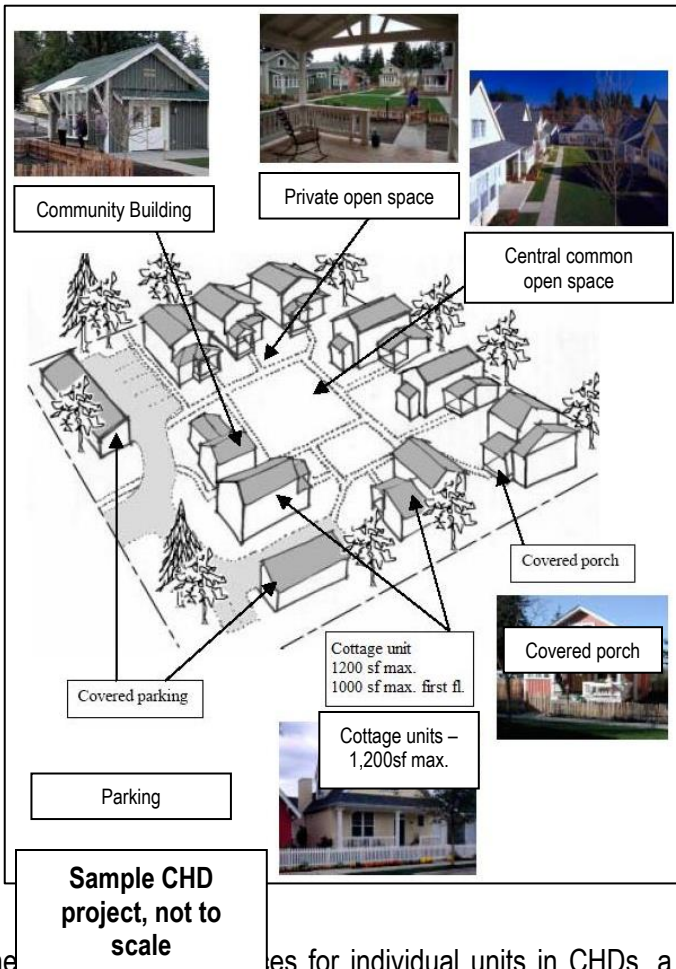 Community Building
Private open space
Central common
open space
Covered porch
Cottage unit
1200 sf max.
1000 sf max. first fl.
Covered porch
Covered parking
Cottage units –
1,200sf max.
Parking
Sample CHD
project, not to
scale
for individual units in CHDs, a